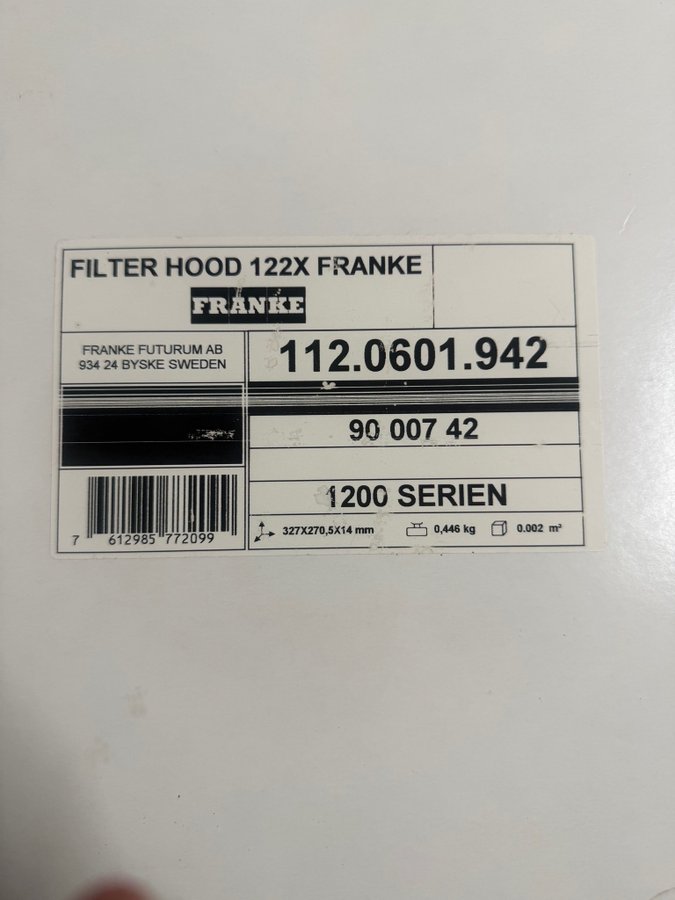 FILTER HOOD 122X FRANKE
FRANKE
FRANKE FUTURUM AB
934 24 BYSKE SWEDEN
112.0601.942
90 007 42
1200 SERIEN
327X270,5X14 mm
0,446 kg
0.002 m³
7 612985 772099